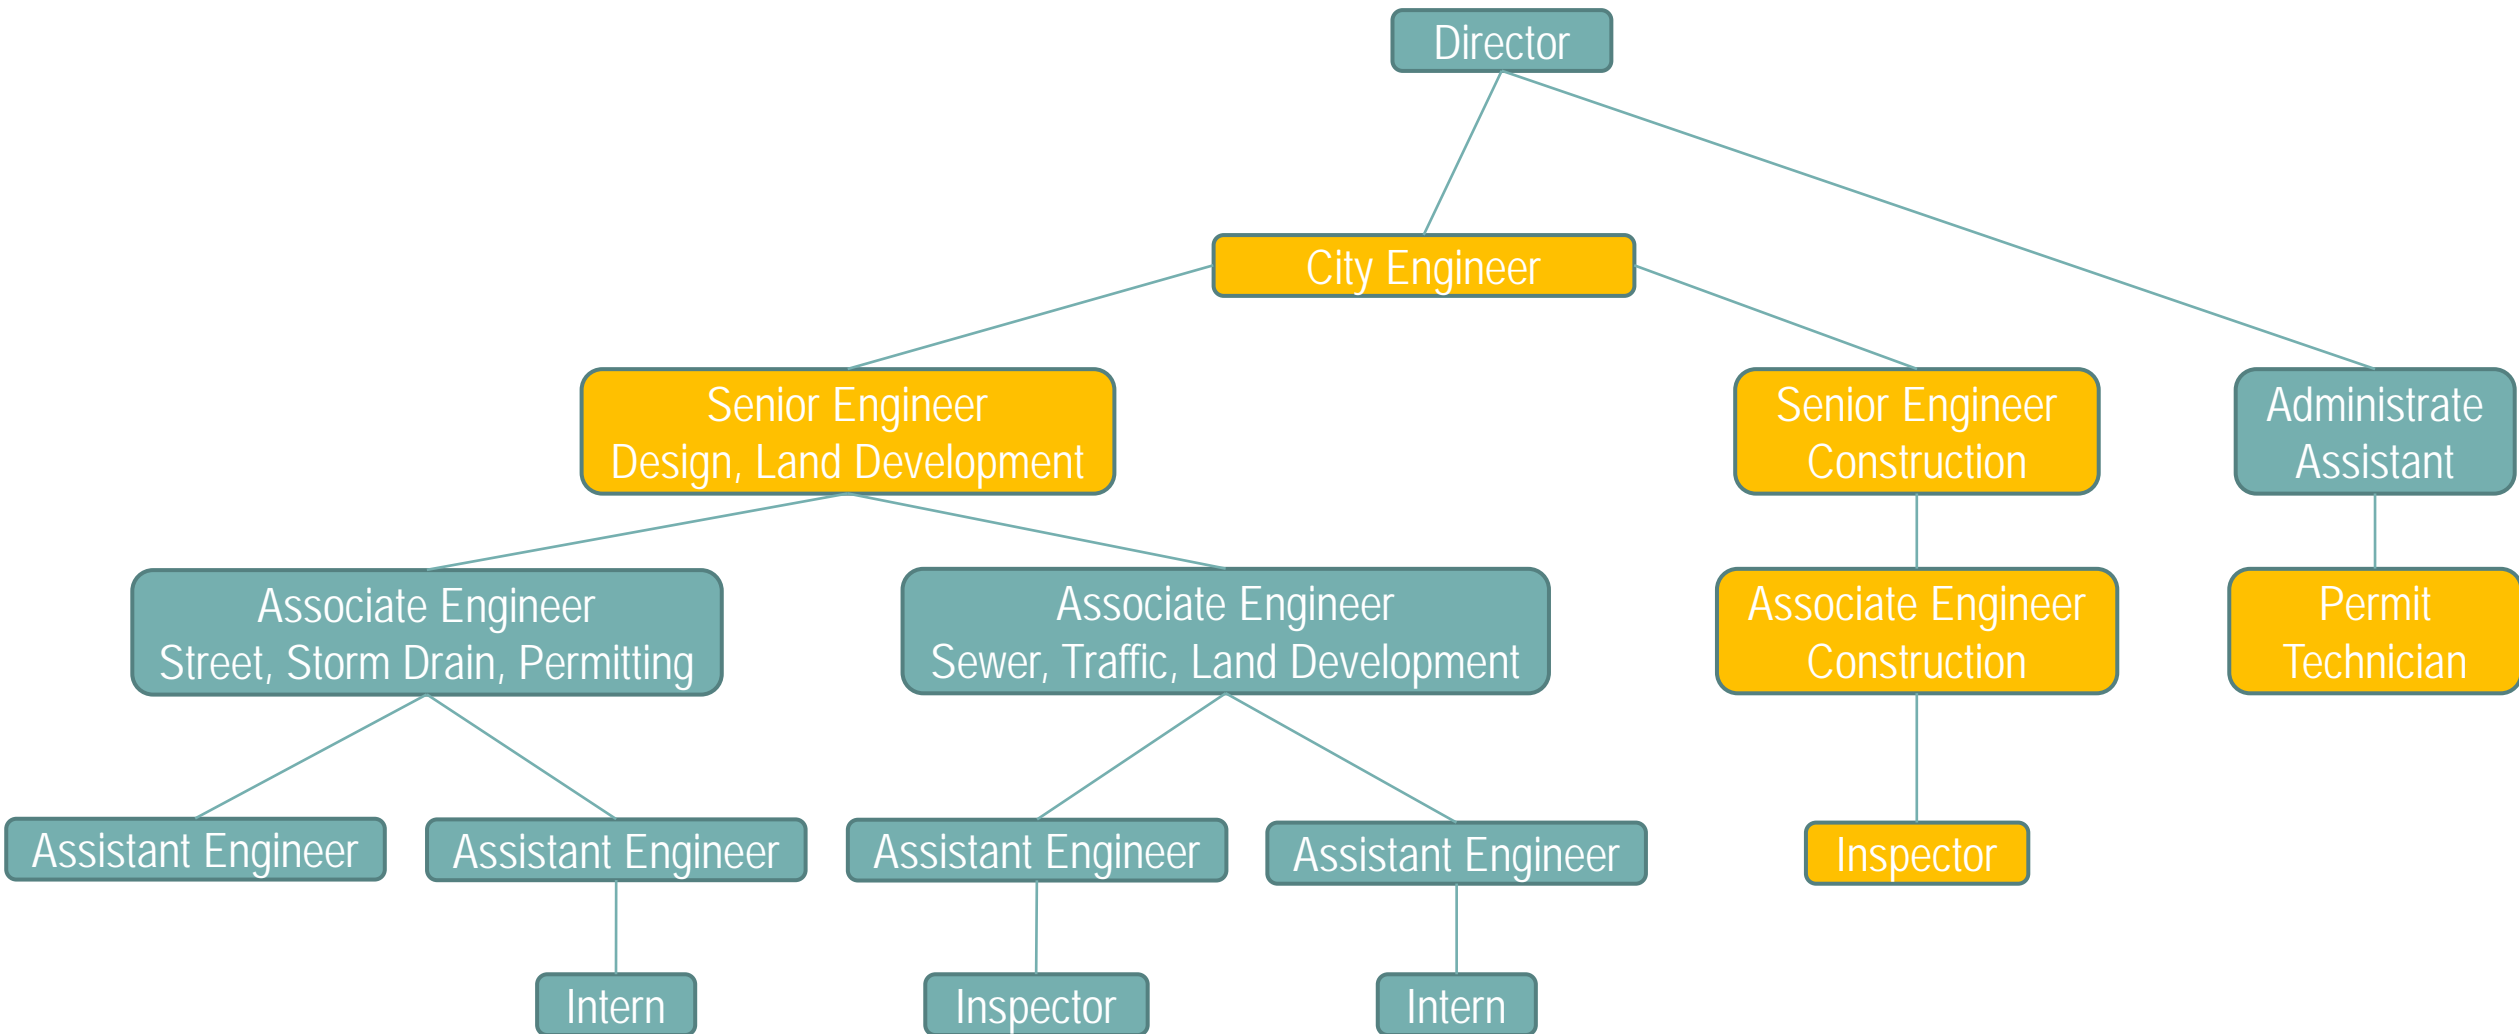 Director
City Engineer
Senior Engineer
Design, Land Development
Senior Engineer
Construction
Administrate
Assistant
Associate Engineer
Street, Storm Drain, Permitting
Associate Engineer
Sewer, Traffic, Land Development
Associate Engineer
Construction
Permit
Technician
Assistant Engineer
Assistant Engineer
Assistant Engineer
Assistant Engineer
Inspector
Intern
Inspector
Intern